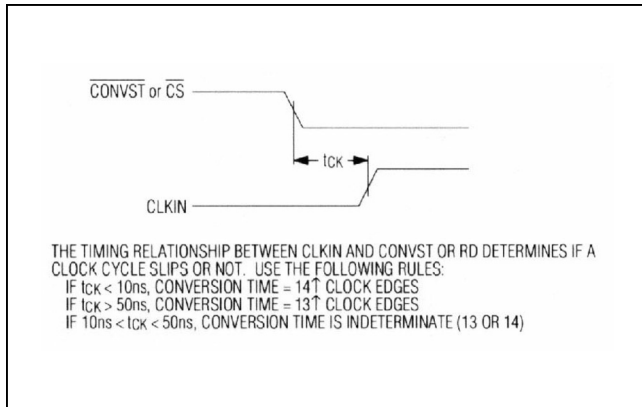 CONVST or CS
tCK
CLKIN
THE TIMING RELATIONSHIP BETWEEN CLKIN AND CONVST OR RD DETERMINES IF A
CLOCK CYCLE SLIPS OR NOT. USE THE FOLLOWING RULES:
IF tCK < 10ns, CONVERSION TIME = 14↑ CLOCK EDGES
IF tCK > 50ns, CONVERSION TIME = 13↑ CLOCK EDGES
IF 10ns < tCK < 50ns, CONVERSION TIME IS INDETERMINATE (13 OR 14)